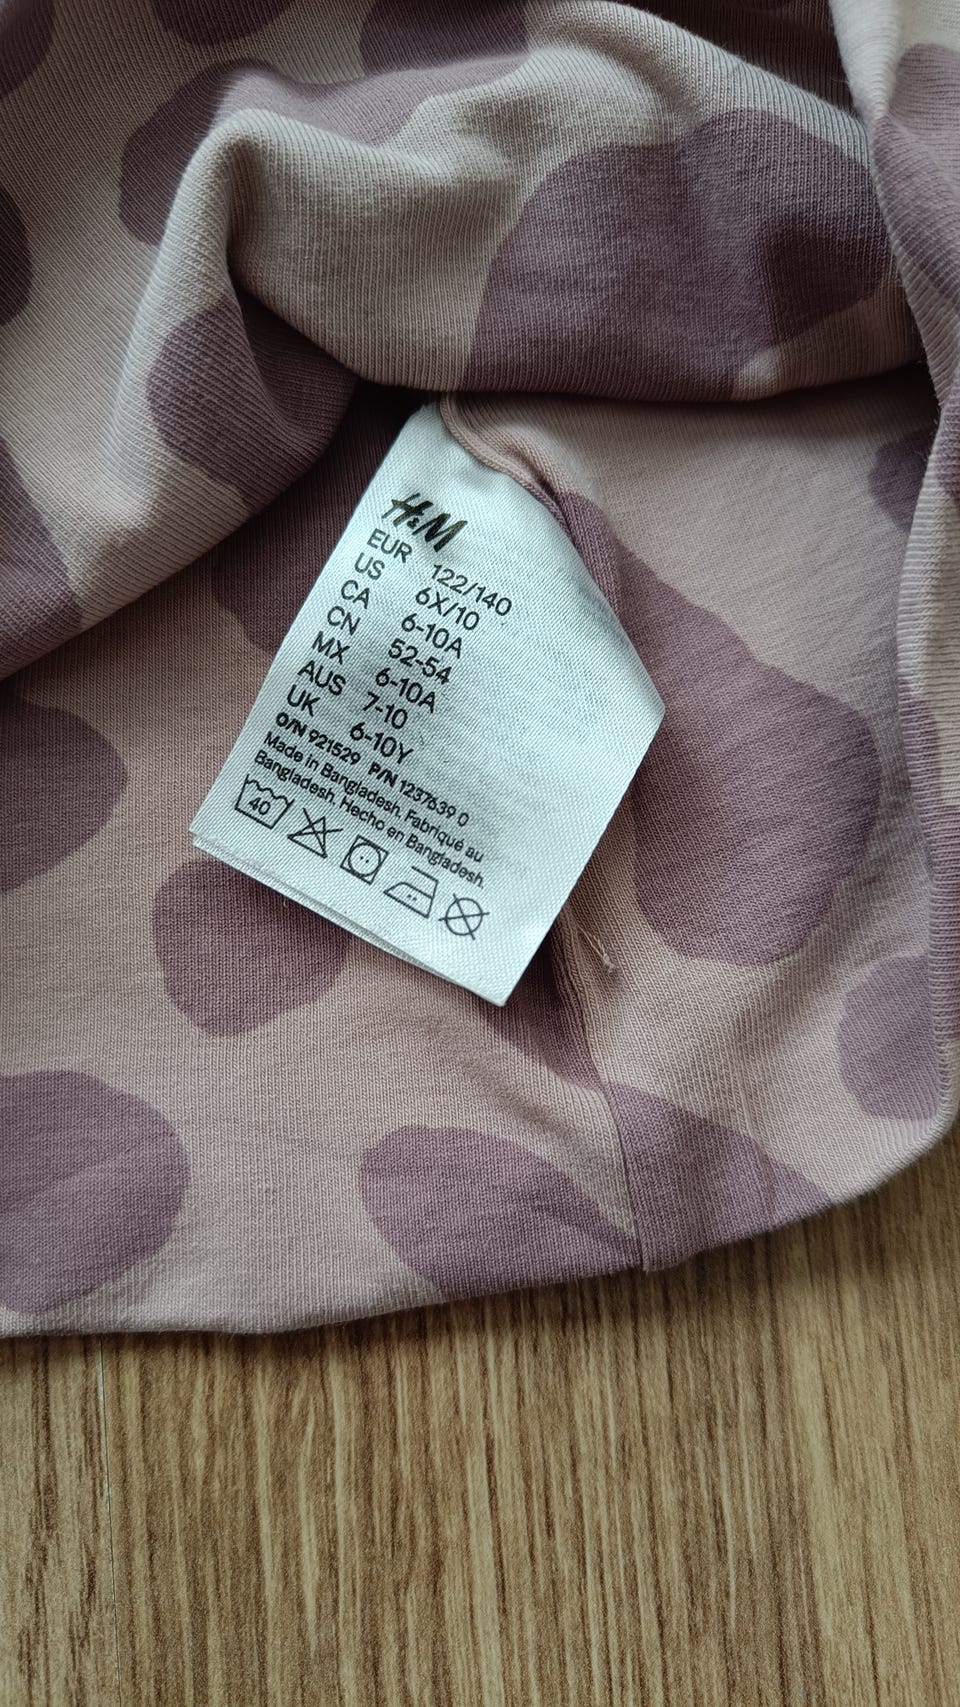 H&M
EUR 122/140
US 6X/10
CA 6-10A
CN 52-54
MX 6-10A
AUS 7-10
UK 6-10Y
O/N 921529 P/N 1237639 0
Made in Bangladesh. Fabriqué au
Bangladesh. Hecho en Bangladesh.
40